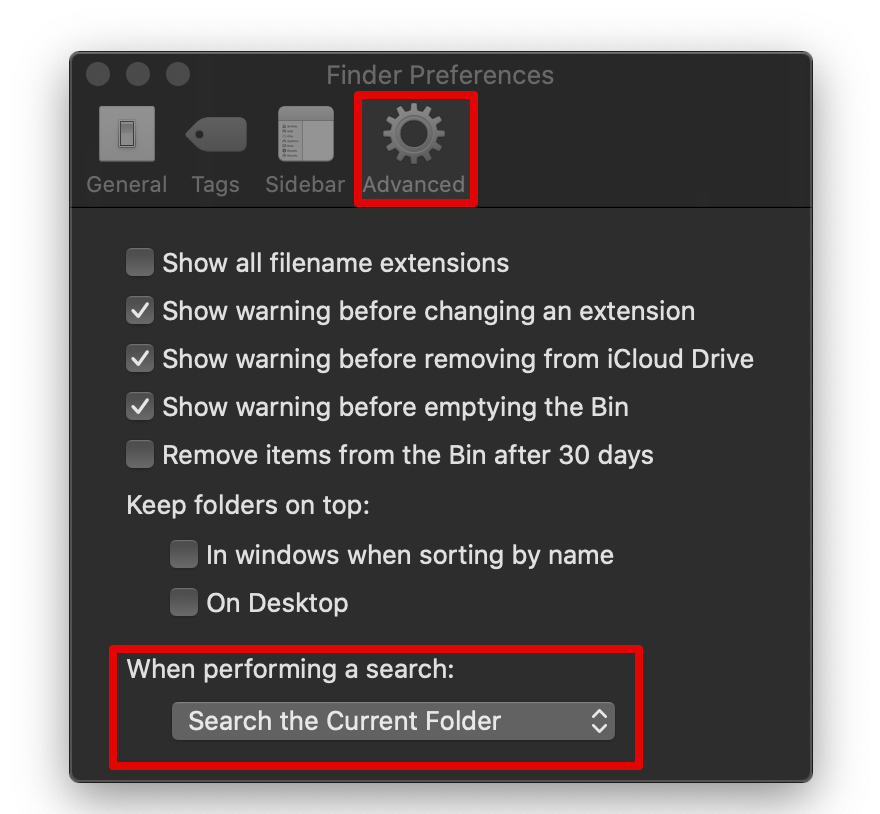 Finder Preferences
General Tags Sidebar Advanced
Show all filename extensions
Show warning before changing an extension
Show warning before removing from iCloud Drive
Show warning before emptying the Bin
Remove items from the Bin after 30 days
Keep folders on top:
In windows when sorting by name
On Desktop
When performing a search:
Search the Current Folder